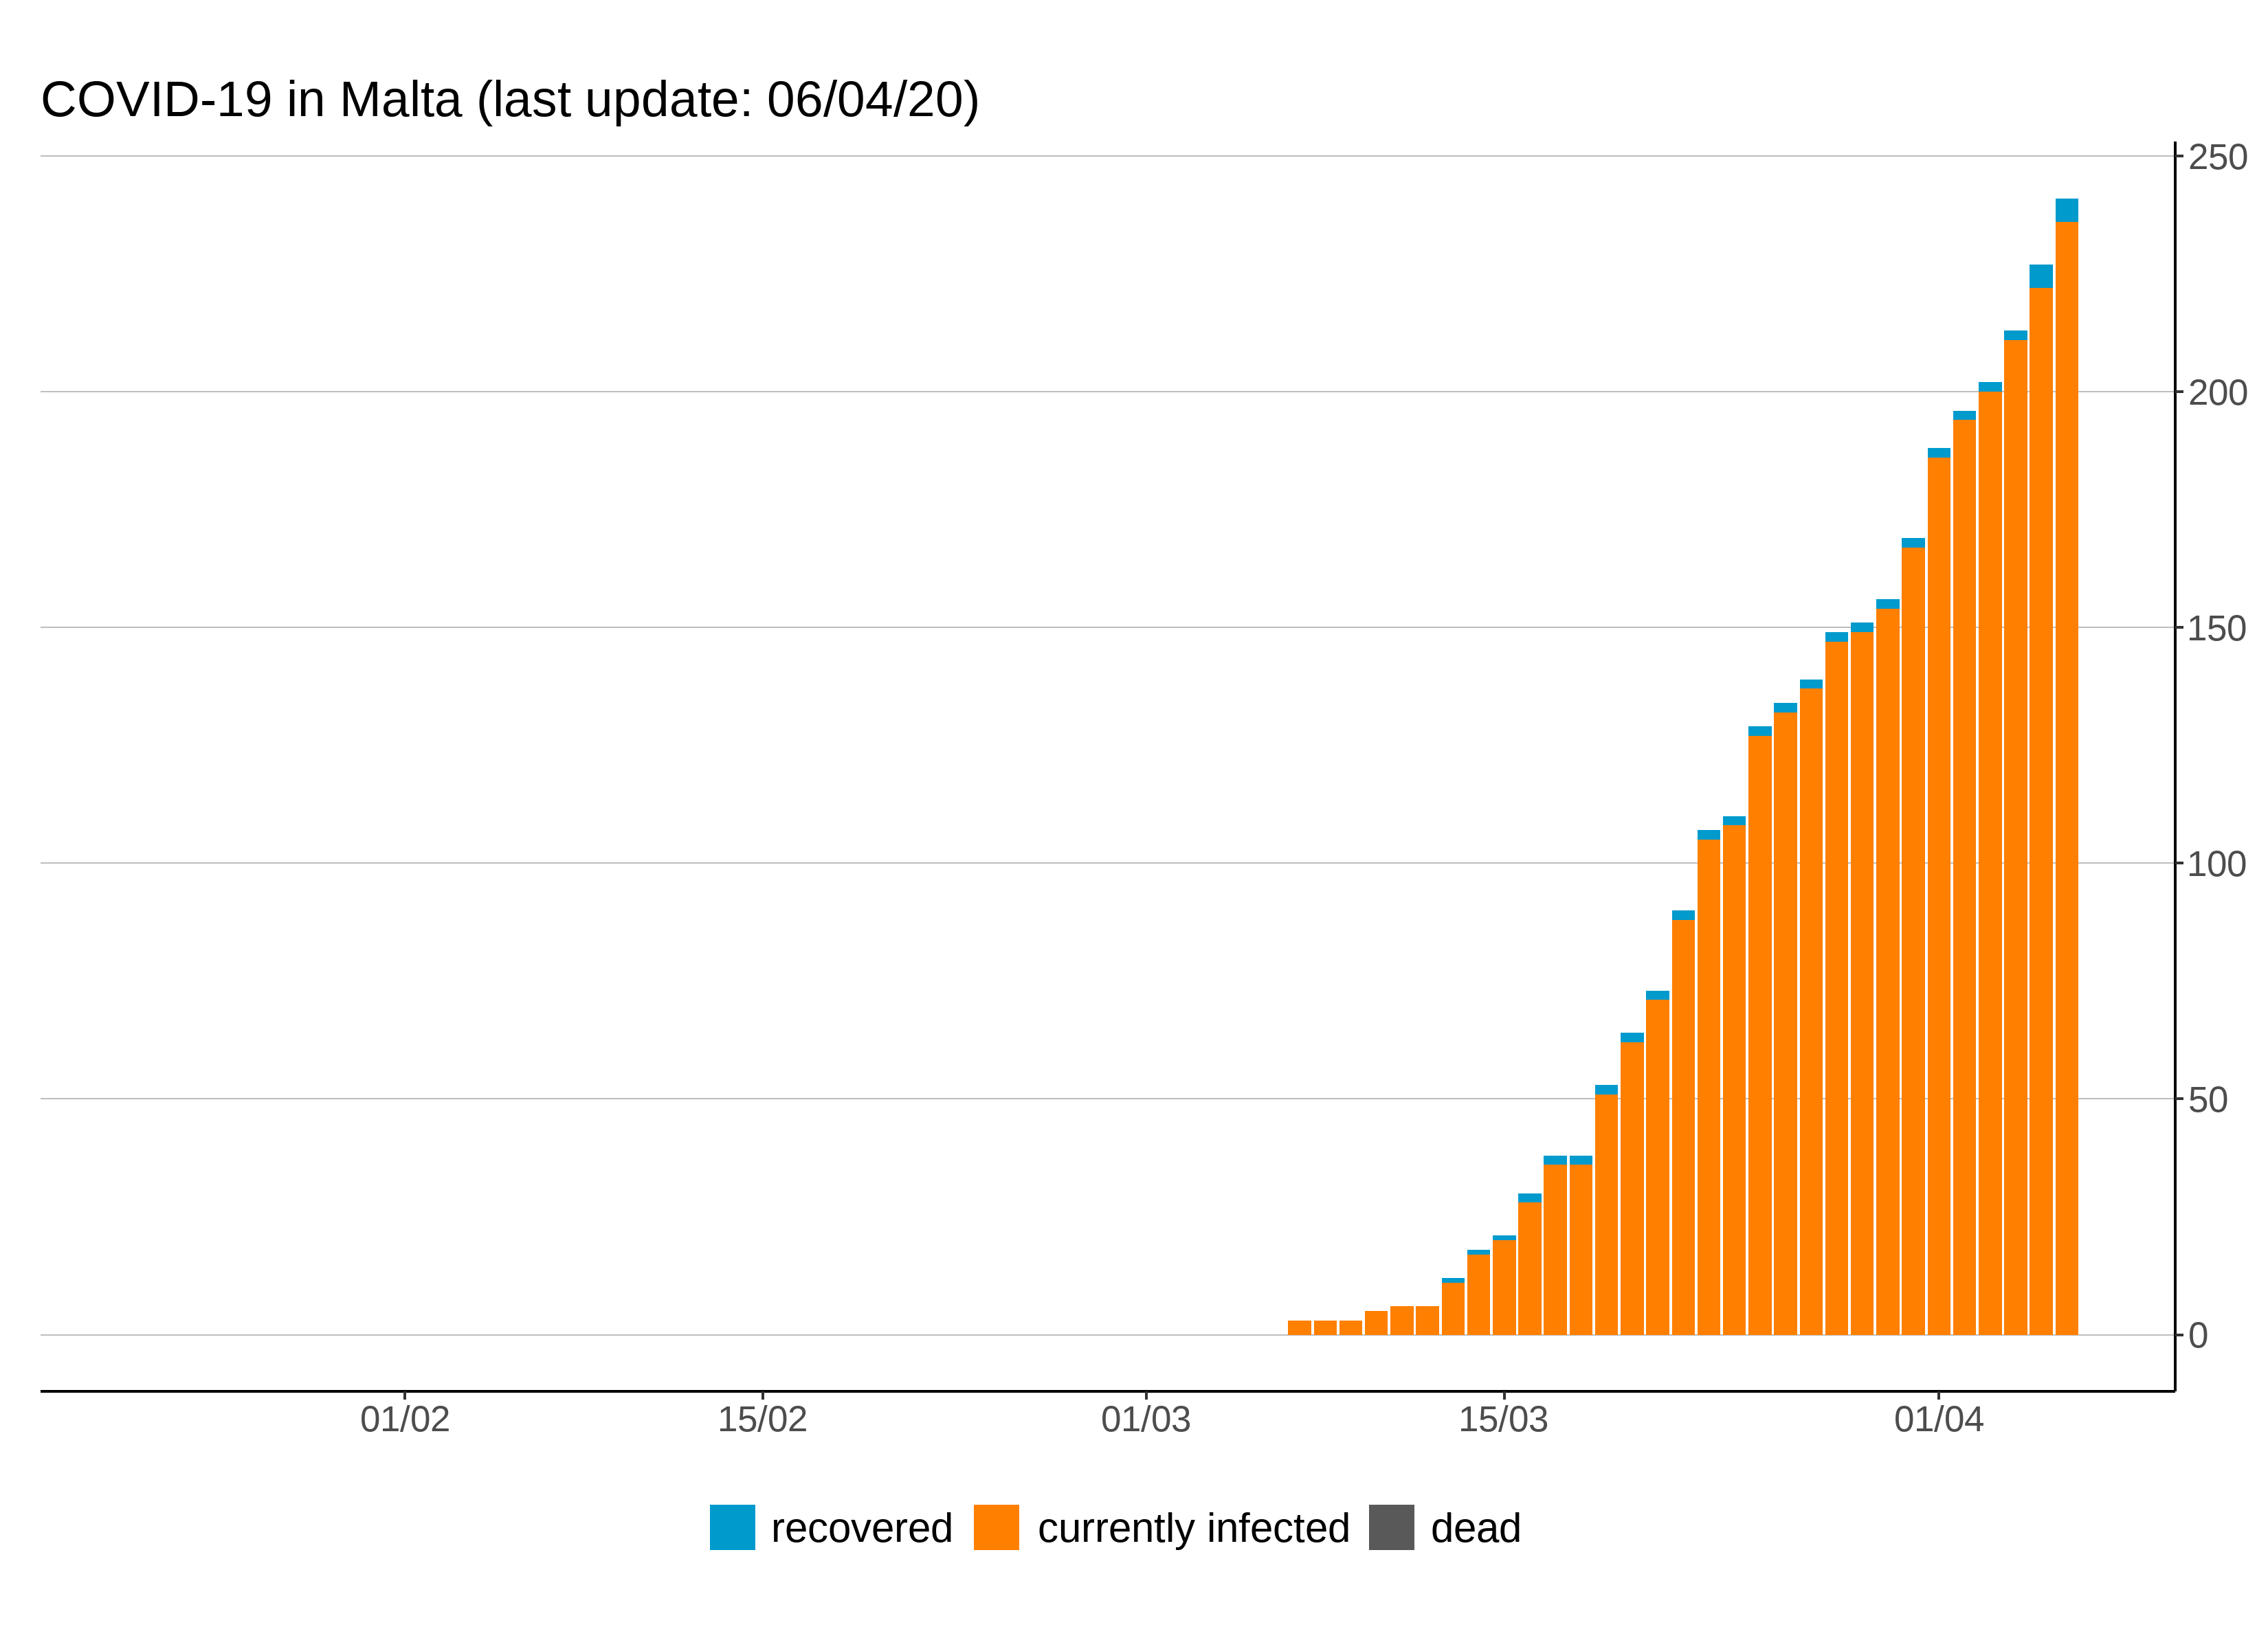 COVID-19 in Malta (last update: 06/04/20)
250
200
150
100
50
0
01/02 15/02 01/03 15/03 01/04
recovered currently infected dead